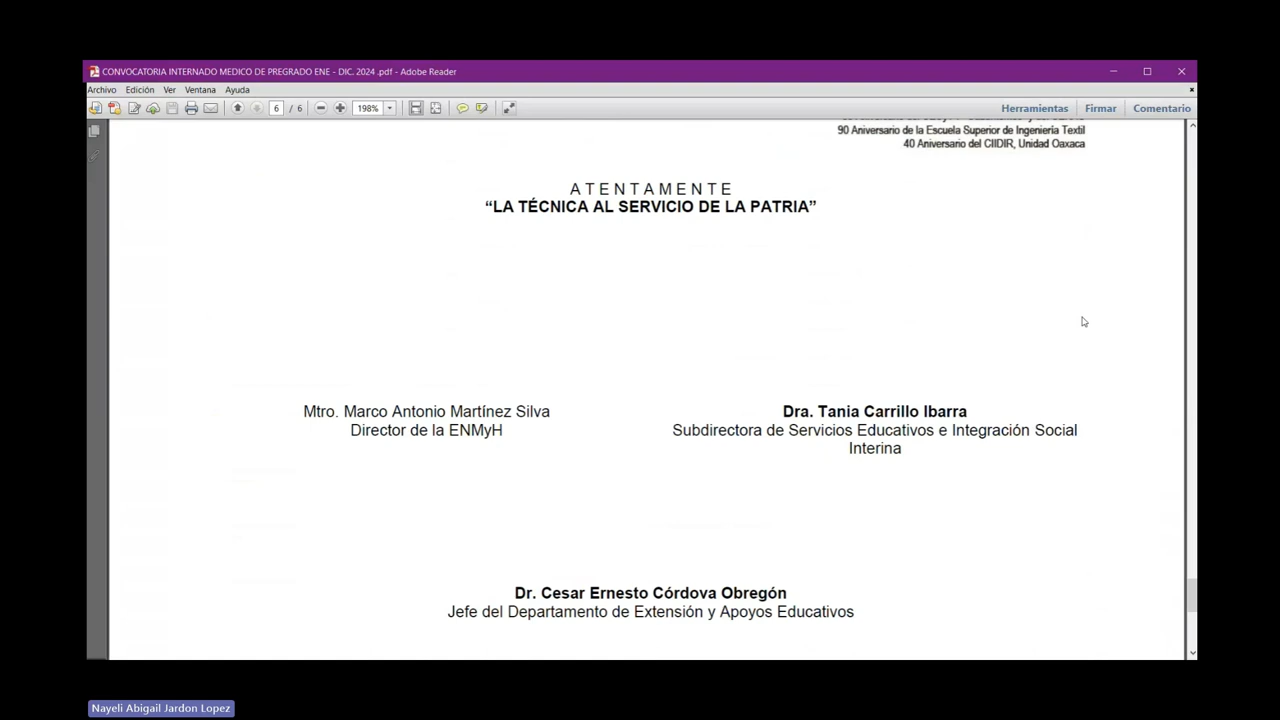 CONVOCATORIA INTERNADO MEDICO DE PREGRADO ENE - DIC. 2024 .pdf - Adobe Reader
Archivo Edición Ver Ventana Ayuda
6 / 6 198% Herramientas Firmar Comentario
90 Aniversario de la Escuela Superior de Ingeniería Textil
40 Aniversario del CIIDIR, Unidad Oaxaca
A T E N T A M E N T E
“LA TÉCNICA AL SERVICIO DE LA PATRIA”
Mtro. Marco Antonio Martínez Silva
Director de la ENMyH
Dra. Tania Carrillo Ibarra
Subdirectora de Servicios Educativos e Integración Social
Interina
Dr. Cesar Ernesto Córdova Obregón
Jefe del Departamento de Extensión y Apoyos Educativos
Nayeli Abigail Jardon Lopez